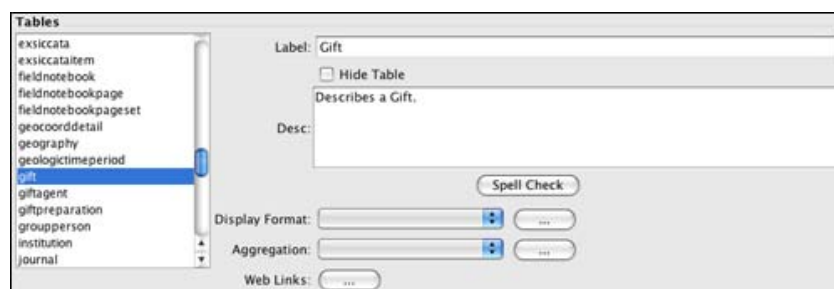 Tables
exsiccata
exsiccataitem
fieldnotebook
fieldnotebookpage
fieldnotebookpageset
geocoorddetail
geography
geologictimeperiod
gift
giftagent
giftpreparation
groupperson
institution
journal
Label: Gift
Hide Table
Desc: Describes a Gift.
Spell Check
Display Format: ...
Aggregation: ...
Web Links: ...